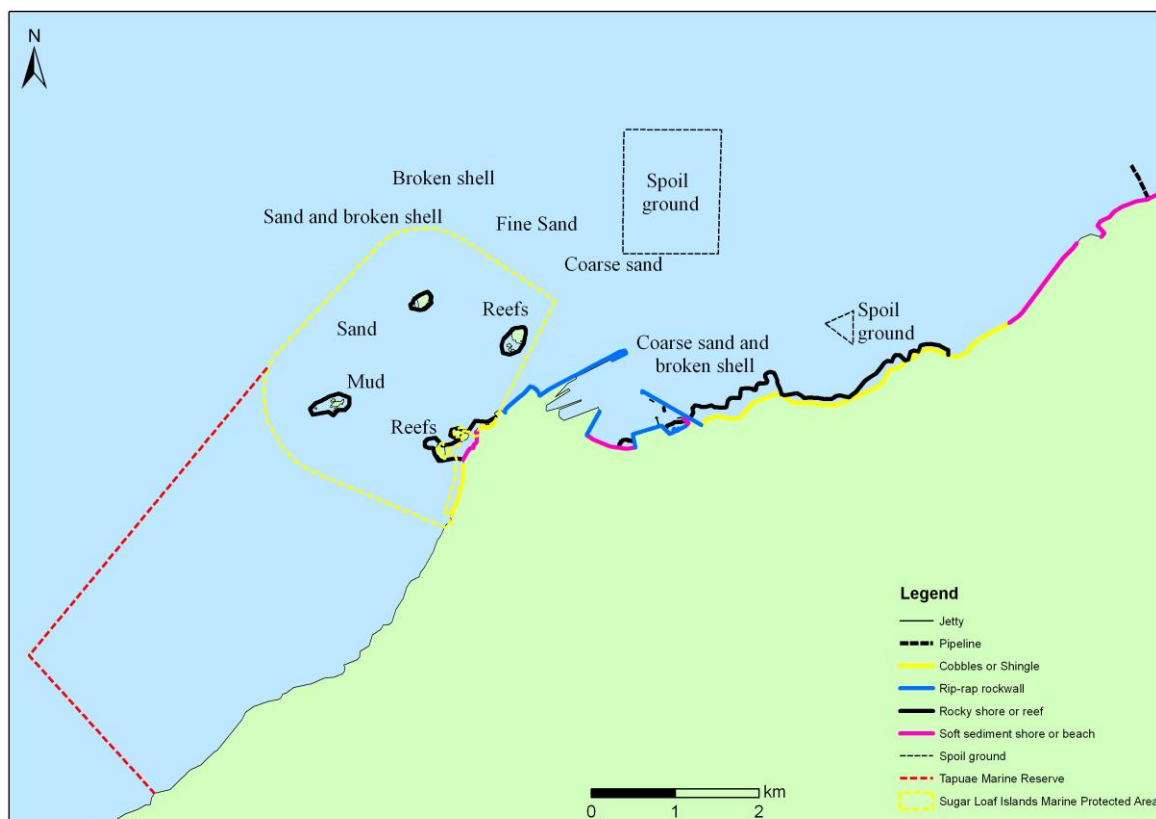 N
Broken shell
Sand and broken shell
Fine Sand
Spoil
ground
Coarse sand
Sand
Reefs
Mud
Reefs
Coarse sand and
broken shell
Spoil
ground
Legend
Jetty
Pipeline
Cobbles or Shingle
Rip-rap rockwall
Rocky shore or reef
Soft sediment shore or beach
Spoil ground
Tapuae Marine Reserve
Sugar Loaf Islands Marine Protected Area
km
0 1 2